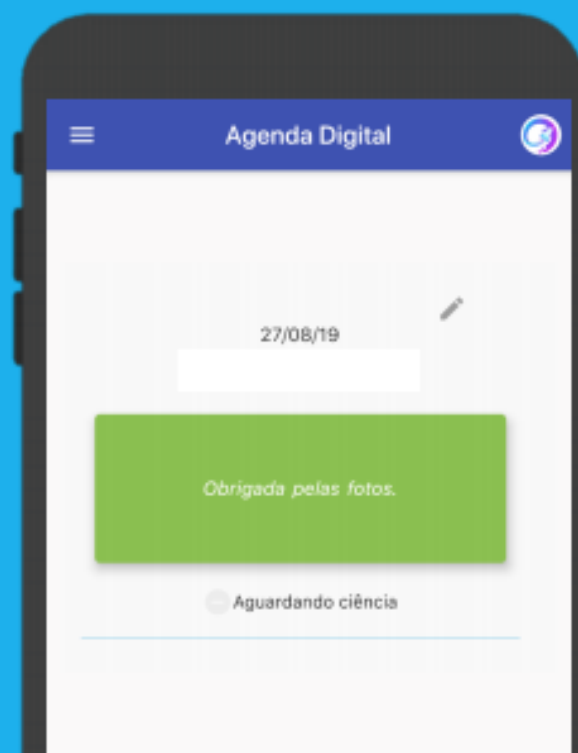 Agenda Digital
27/08/19
Obrigada pelas fotos.
Aguardando ciência